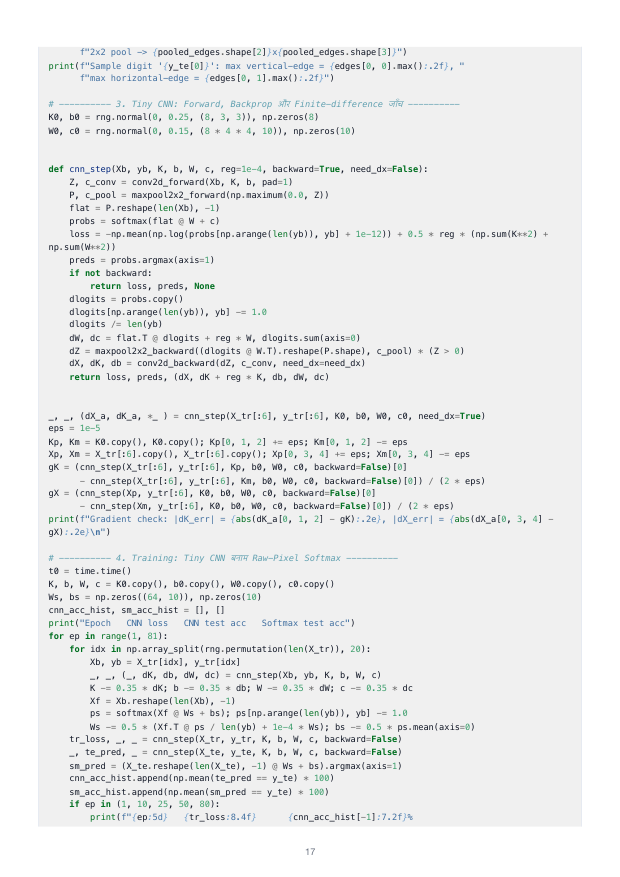 f"2x2 pool -> {pooled_edges.shape[2]}x{pooled_edges.shape[3]}")
print(f"Sample digit '{y_te[0]}': max vertical-edge = {edges[0, 0].max():.2f}, "
f"max horizontal-edge = {edges[0, 1].max():.2f}")
# ---------- 3. Tiny CNN: Forward, Backprop और Finite-difference जाँच ----------
K0, b0 = rng.normal(0, 0.25, (8, 3, 3)), np.zeros(8)
W0, c0 = rng.normal(0, 0.15, (8 * 4 * 4, 10)), np.zeros(10)
def cnn_step(Xb, yb, K, b, W, c, reg=1e-4, backward=True, need_dx=False):
Z, c_conv = conv2d_forward(Xb, K, b, pad=1)
P, c_pool = maxpool2x2_forward(np.maximum(0.0, Z))
flat = P.reshape(len(Xb), -1)
probs = softmax(flat @ W + c)
loss = -np.mean(np.log(probs[np.arange(len(yb)), yb] + 1e-12)) + 0.5 * reg * (np.sum(K**2) +
np.sum(W**2))
preds = probs.argmax(axis=1)
if not backward:
return loss, preds, None
dlogits = probs.copy()
dlogits[np.arange(len(yb)), yb] -= 1.0
dlogits /= len(yb)
dW, dc = flat.T @ dlogits + reg * W, dlogits.sum(axis=0)
dZ = maxpool2x2_backward((dlogits @ W.T).reshape(P.shape), c_pool) * (Z > 0)
dX, dK, db = conv2d_backward(dZ, c_conv, need_dx=need_dx)
return loss, preds, (dX, dK + reg * K, db, dW, dc)
_, _, (dX_a, dK_a, *_ ) = cnn_step(X_tr[:6], y_tr[:6], K0, b0, W0, c0, need_dx=True)
eps = 1e-5
Kp, Km = K0.copy(), K0.copy(); Kp[0, 1, 2] += eps; Km[0, 1, 2] -= eps
Xp, Xm = X_tr[:6].copy(), X_tr[:6].copy(); Xp[0, 3, 4] += eps; Xm[0, 3, 4] -= eps
gK = (cnn_step(X_tr[:6], y_tr[:6], Kp, b0, W0, c0, backward=False)[0]
- cnn_step(X_tr[:6], y_tr[:6], Km, b0, W0, c0, backward=False)[0]) / (2 * eps)
gX = (cnn_step(Xp, y_tr[:6], K0, b0, W0, c0, backward=False)[0]
- cnn_step(Xm, y_tr[:6], K0, b0, W0, c0, backward=False)[0]) / (2 * eps)
print(f"Gradient check: |dK_err| = {abs(dK_a[0, 1, 2] - gK):.2e}, |dX_err| = {abs(dX_a[0, 3, 4] -
gX):.2e}\n")
# ---------- 4. Training: Tiny CNN बनाम Raw-Pixel Softmax ----------
t0 = time.time()
K, b, W, c = K0.copy(), b0.copy(), W0.copy(), c0.copy()
Ws, bs = np.zeros((64, 10)), np.zeros(10)
cnn_acc_hist, sm_acc_hist = [], []
print("Epoch   CNN loss   CNN test acc   Softmax test acc")
for ep in range(1, 81):
for idx in np.array_split(rng.permutation(len(X_tr)), 20):
Xb, yb = X_tr[idx], y_tr[idx]
_, _, (_, dK, db, dW, dc) = cnn_step(Xb, yb, K, b, W, c)
K -= 0.35 * dK; b -= 0.35 * db; W -= 0.35 * dW; c -= 0.35 * dc
Xf = Xb.reshape(len(Xb), -1)
ps = softmax(Xf @ Ws + bs); ps[np.arange(len(yb)), yb] -= 1.0
Ws -= 0.5 * (Xf.T @ ps / len(yb) + 1e-4 * Ws); bs -= 0.5 * ps.mean(axis=0)
tr_loss, _, _ = cnn_step(X_tr, y_tr, K, b, W, c, backward=False)
_, te_pred, _ = cnn_step(X_te, y_te, K, b, W, c, backward=False)
sm_pred = (X_te.reshape(len(X_te), -1) @ Ws + bs).argmax(axis=1)
cnn_acc_hist.append(np.mean(te_pred == y_te) * 100)
sm_acc_hist.append(np.mean(sm_pred == y_te) * 100)
if ep in (1, 10, 25, 50, 80):
print(f"{ep:5d}   {tr_loss:8.4f}      {cnn_acc_hist[-1]:7.2f}%
17